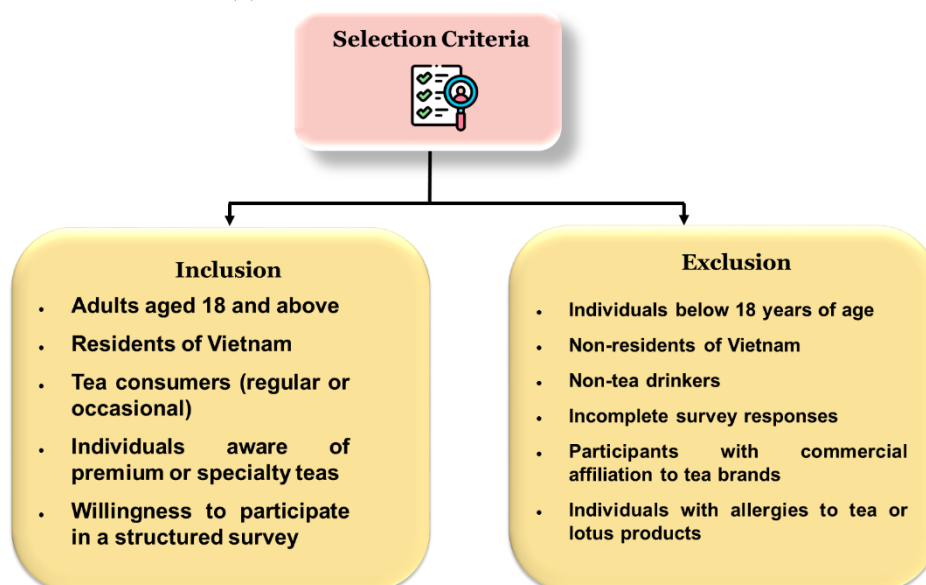 Selection Criteria
Inclusion
• Adults aged 18 and above
• Residents of Vietnam
• Tea consumers (regular or
occasional)
• Individuals aware of
premium or specialty teas
• Willingness to participate
in a structured survey
Exclusion
• Individuals below 18 years of age
• Non-residents of Vietnam
• Non-tea drinkers
• Incomplete survey responses
• Participants with commercial
affiliation to tea brands
• Individuals with allergies to tea or
lotus products